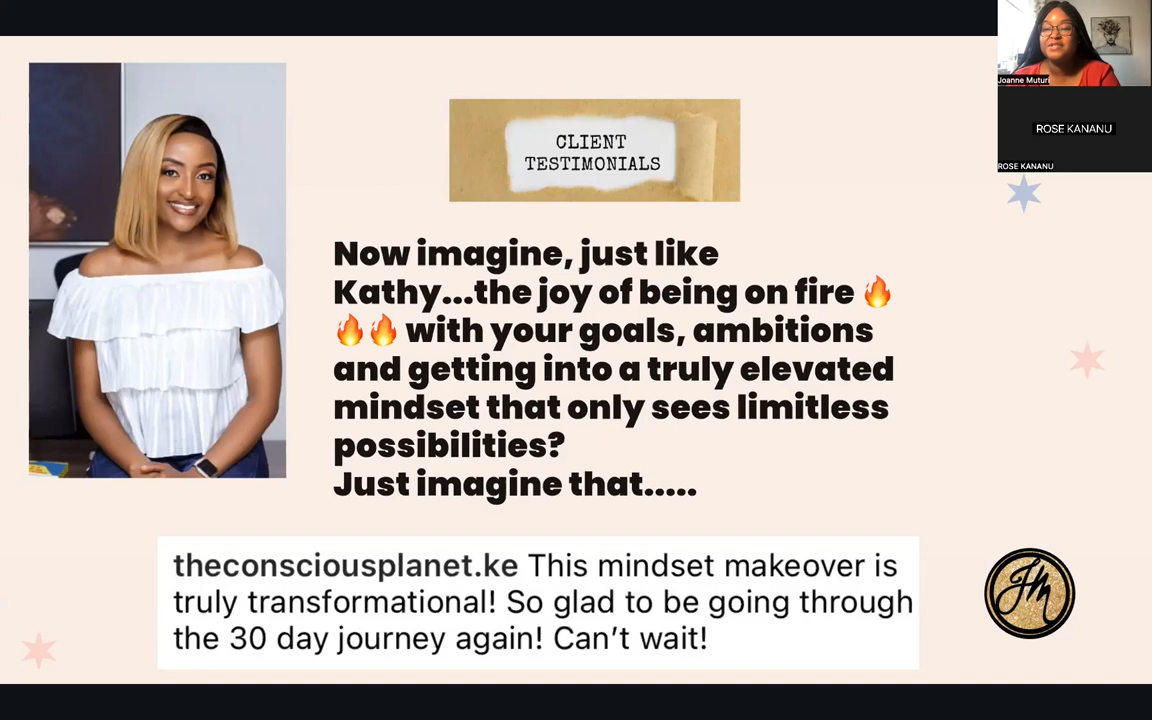 Joanne Muturi
ROSE KANANU
ROSE KANANU
CLIENT
TESTIMONIALS
Now imagine, just like
Kathy...the joy of being on fire 🔥
🔥🔥 with your goals, ambitions
and getting into a truly elevated
mindset that only sees limitless
possibilities?
Just imagine that.....
theconsciousplanet.ke This mindset makeover is
truly transformational! So glad to be going through
the 30 day journey again! Can't wait!
JM